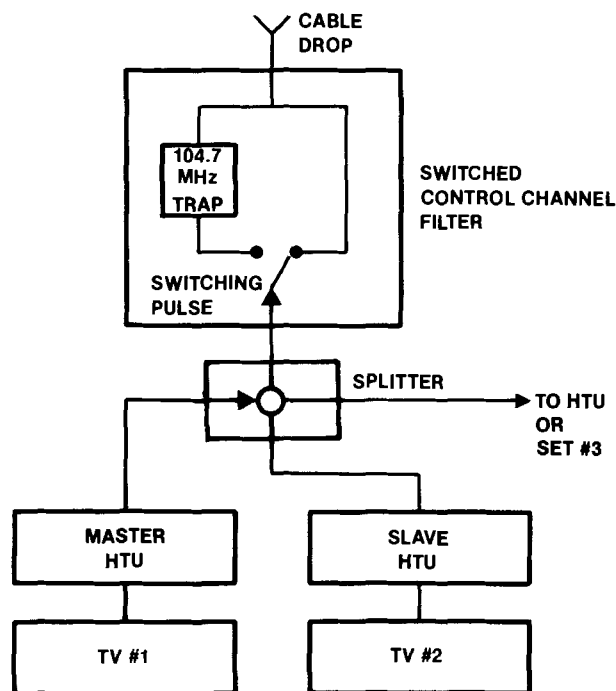 CABLE
DROP
104.7
MHz
TRAP
SWITCHED
CONTROL CHANNEL
FILTER
SWITCHING
PULSE
SPLITTER
TO HTU
OR
SET #3
MASTER
HTU
SLAVE
HTU
TV #1
TV #2